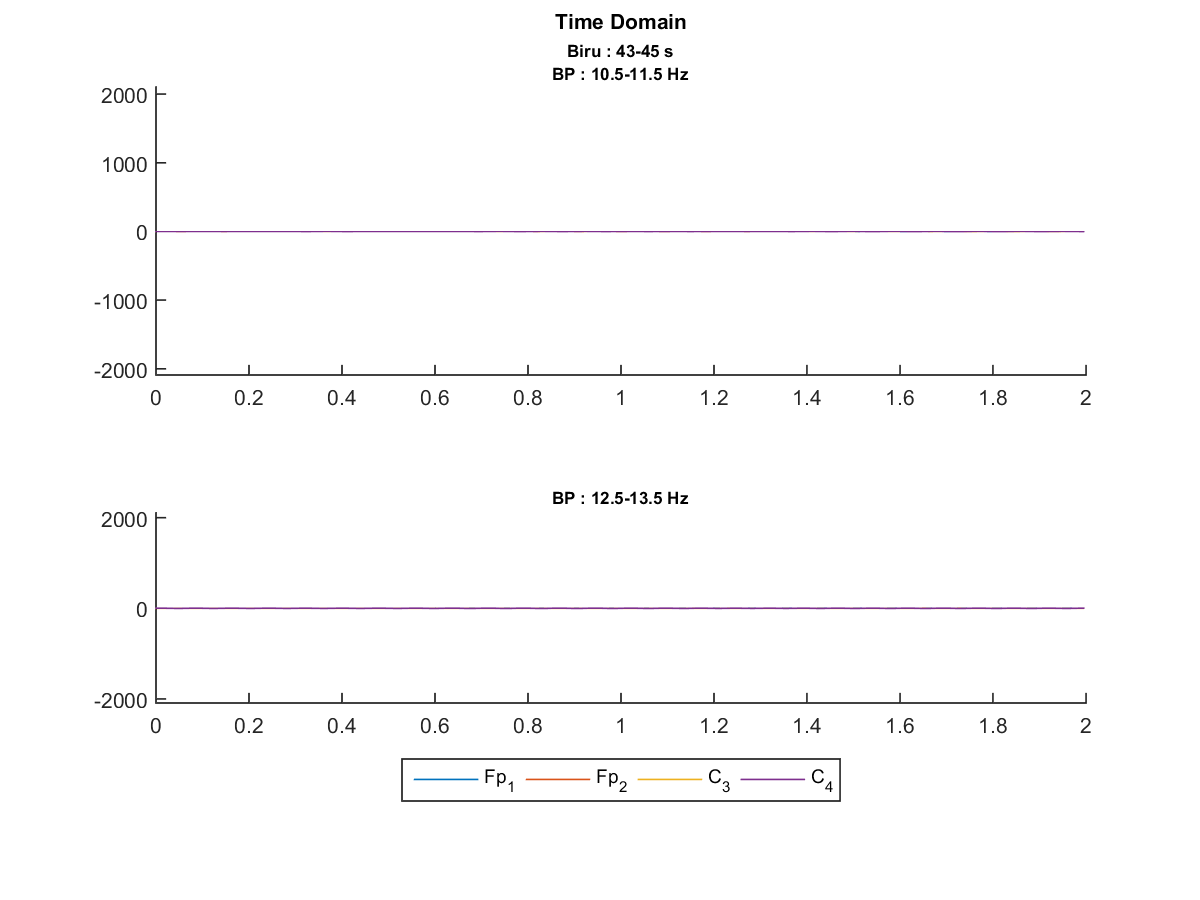 Time Domain
Biru : 43-45 s
BP : 10.5-11.5 Hz
2000
1000
0
-1000
-2000
0 0.2 0.4 0.6 0.8 1 1.2 1.4 1.6 1.8 2
BP : 12.5-13.5 Hz
2000
0
-2000
0 0.2 0.4 0.6 0.8 1 1.2 1.4 1.6 1.8 2
Fp1 Fp2 C3 C4